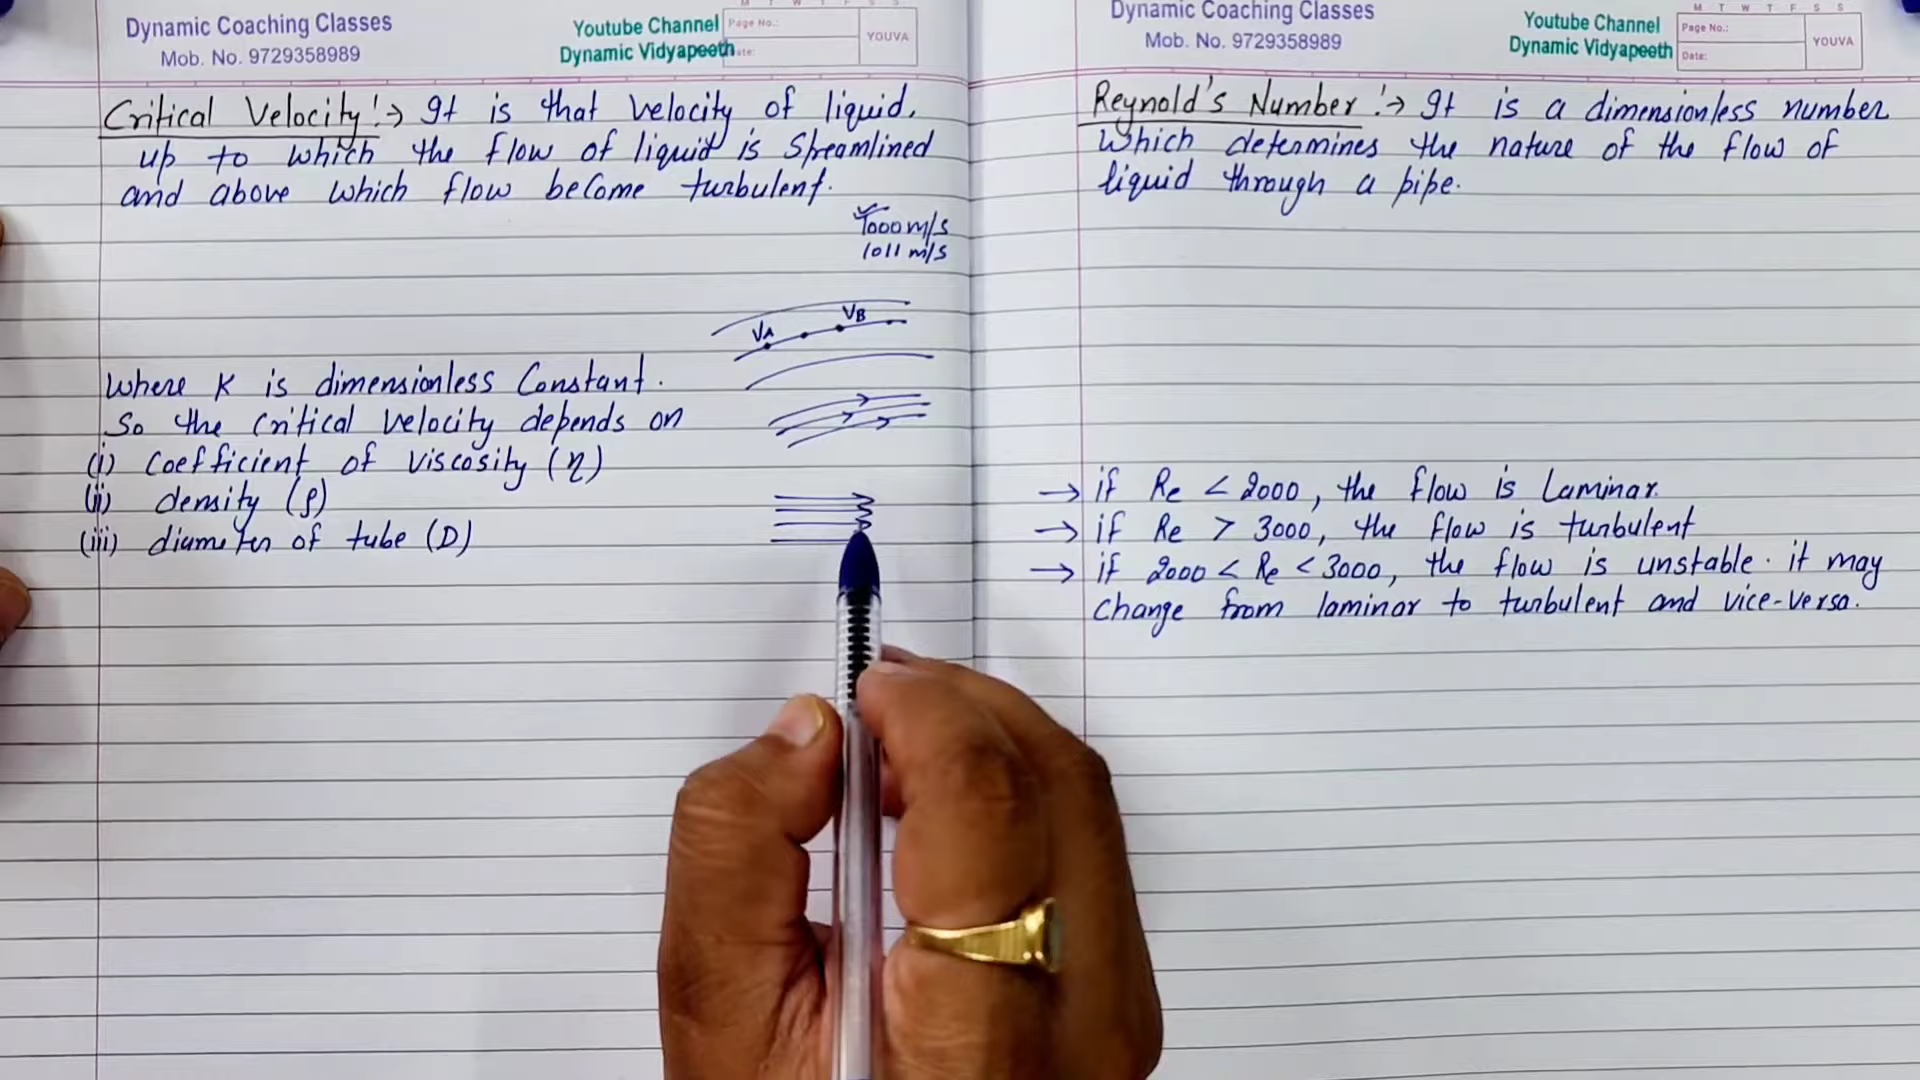 Dynamic Coaching Classes
Mob. No. 9729358989
Youtube Channel
Dynamic Vidyapeeth
M T W T F S S
Page No.:
Date:
YOUVA
Critical Velocity :→ It is that velocity of liquid,
up to which the flow of liquid is Streamlined
and above which flow become turbulent.
1000 m/s
1011 m/s
VA
VB
Where K is dimensionless Constant.
So the Critical velocity depends on
(i) Coefficient of viscosity (η)
(ii) density (ρ)
(iii) diameter of tube (D)
Dynamic Coaching Classes
Mob. No. 9729358989
Youtube Channel
Dynamic Vidyapeeth
M T W T F S S
Page No.:
Date:
YOUVA
Reynold's Number :→ It is a dimensionless number
Which determines the nature of the flow of
liquid through a pipe.
→ if Re < 2000, the flow is Laminar.
→ if Re > 3000, the flow is turbulent
→ if 2000 < Re < 3000, the flow is unstable. it may
Change from laminar to turbulent and vice-versa.